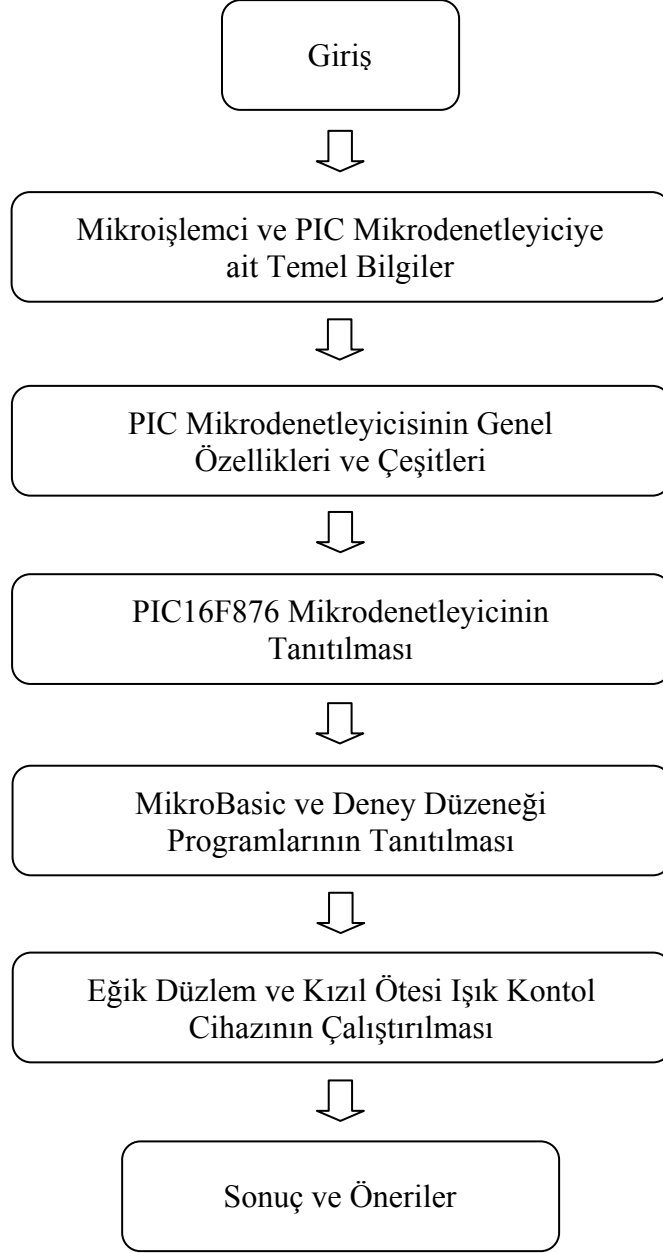 Giriş
Mikroişlemci ve PIC Mikrodenetleyiciye
ait Temel Bilgiler
PIC Mikrodenetleyicisinin Genel
Özellikleri ve Çeşitleri
PIC16F876 Mikrodenetleyicinin
Tanıtılması
MikroBasic ve Deney Düzeneği
Programlarının Tanıtılması
Eğik Düzlem ve Kızıl Ötesi Işık Kontol
Cihazının Çalıştırılması
Sonuç ve Öneriler